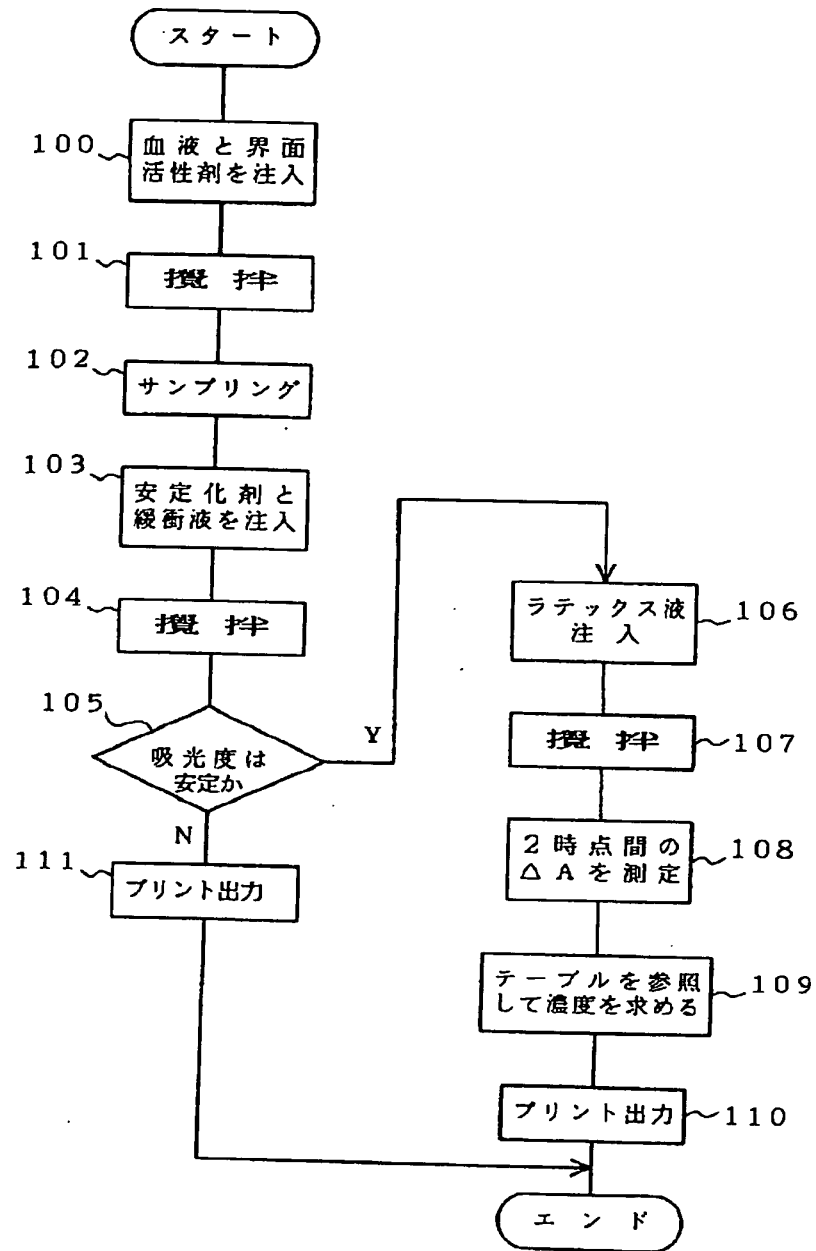 スタート
100
血液と界面
活性剤を注入
101
攪拌
102
サンプリング
103
安定化剤と
緩衝液を注入
104
攪拌
105
吸光度は
安定か
Y
N
111
プリント出力
ラテックス液
注入
106
攪拌
107
2時点間の
△Aを測定
108
テーブルを参照
して濃度を求める
109
プリント出力
110
エンド